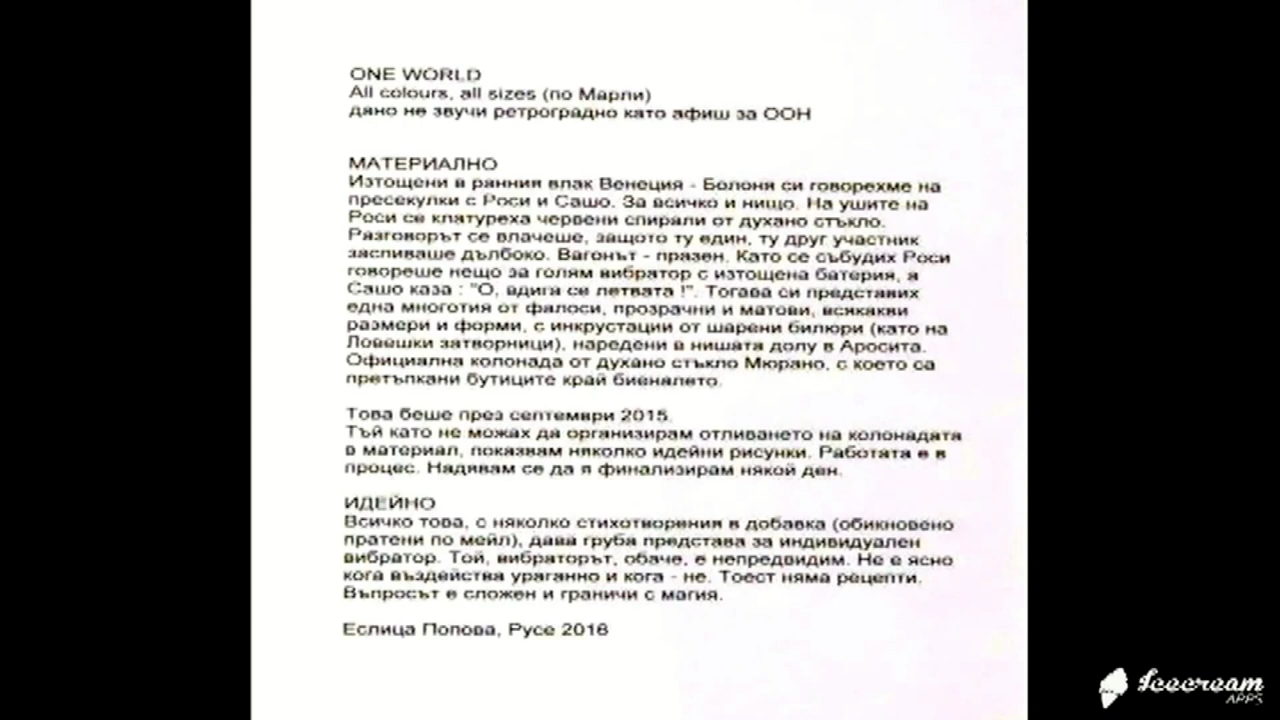 ONE WORLD
All colours, all sizes (по Марли)
дано не звучи ретроградно като афиш за ООН
МАТЕРИАЛНО
Изтощени в ранния влак Венеция - Болоня си говорехме на
пресекулки с Роси и Сашо. За всичко и нищо. На ушите на
Роси се клатуреха червени спирали от духано стъкло.
Разговорът се влачеше, защото ту един, ту друг участник
заспиваше дълбоко. Вагонът - празен. Като се събудих Роси
говореше нещо за голям вибратор с изтощена батерия, а
Сашо каза : "О, вдига се летвата !". Тогава си представих
една многотия от фалоси, прозрачни и матови, всякакви
размери и форми, с инкрустации от шарени билюри (като на
Ловешки затворници), наредени в нишата долу в Аросита.
Официална колонада от духано стъкло Мюрано, с което са
претъпкани бутиците край биеналето.
Това беше през септември 2015.
Тъй като не можах да организирам отливането на колонадата
в материал, показвам няколко идейни рисунки. Работата е в
процес. Надявам се да я финализирам някой ден.
ИДЕЙНО
Всичко това, с няколко стихотворения в добавка (обикновено
пратени по мейл), дава груба представа за индивидуален
вибратор. Той, вибраторът, обаче, е непредвидим. Не е ясно
кога въздейства ураганно и кога - не. Тоест няма рецепти.
Въпросът е сложен и граничи с магия.
Еслица Попова, Русе 2016
Icecream
APPS